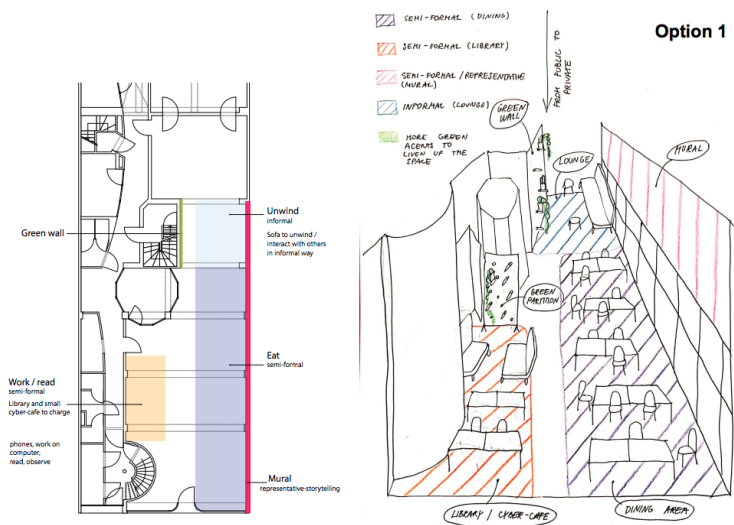 Option 1
SEMI-FORMAL (DINING)
SEMI-FORMAL (LIBRARY)
SEMI-FORMAL / REPRESENTATIVE
(MURAL)
INFORMAL (LOUNGE)
MORE GREEN
ACENTS TO
LIVEN UP THE
SPACE
FROM PUBLIC TO
PRIVATE
GREEN
WALL
LOUNGE
MURAL
GREEN
PARTITION
LIBRARY / CYBER-CAFE
DINING AREA
Green wall
Unwind
informal
Sofa to unwind /
interact with others
in informal way
Eat
semi-formal
Work / read
semi-formal
Library and small
cyber-cafe to charge
phones, work on
computer,
read, observe
Mural
representative-storytelling